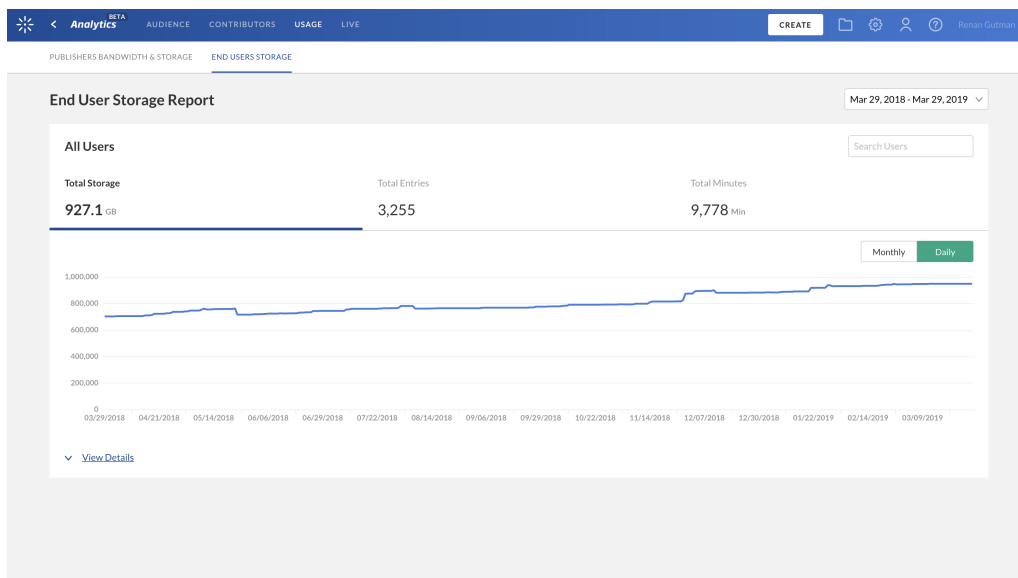 Analytics BETA AUDIENCE CONTRIBUTORS USAGE LIVE CREATE Renan Gutman
PUBLISHERS BANDWIDTH & STORAGE END USERS STORAGE
End User Storage Report Mar 29, 2018 - Mar 29, 2019
All Users Search Users
Total Storage Total Entries Total Minutes
927.1 GB 3,255 9,778 Min
Monthly Daily
1,000,000
800,000
600,000
400,000
200,000
0
03/29/2018 04/21/2018 05/14/2018 06/06/2018 06/29/2018 07/22/2018 08/14/2018 09/06/2018 09/29/2018 10/22/2018 11/14/2018 12/07/2018 12/30/2018 01/22/2019 02/14/2019 03/09/2019
View Details